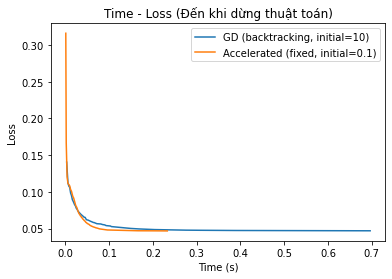 Time - Loss (Đến khi dừng thuật toán)
GD (backtracking, initial=10)
Accelerated (fixed, initial=0.1)
Loss
0.30
0.25
0.20
0.15
0.10
0.05
0.0 0.1 0.2 0.3 0.4 0.5 0.6 0.7
Time (s)